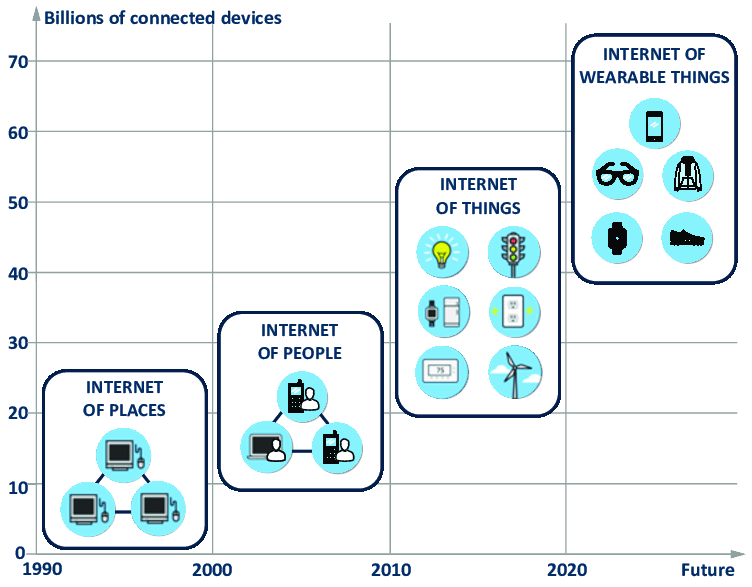 Billions of connected devices
70
60
50
40
30
20
10
0
INTERNET OF
WEARABLE THINGS
INTERNET
OF THINGS
75
INTERNET
OF PEOPLE
INTERNET
OF PLACES
1990
2000
2010
2020
Future